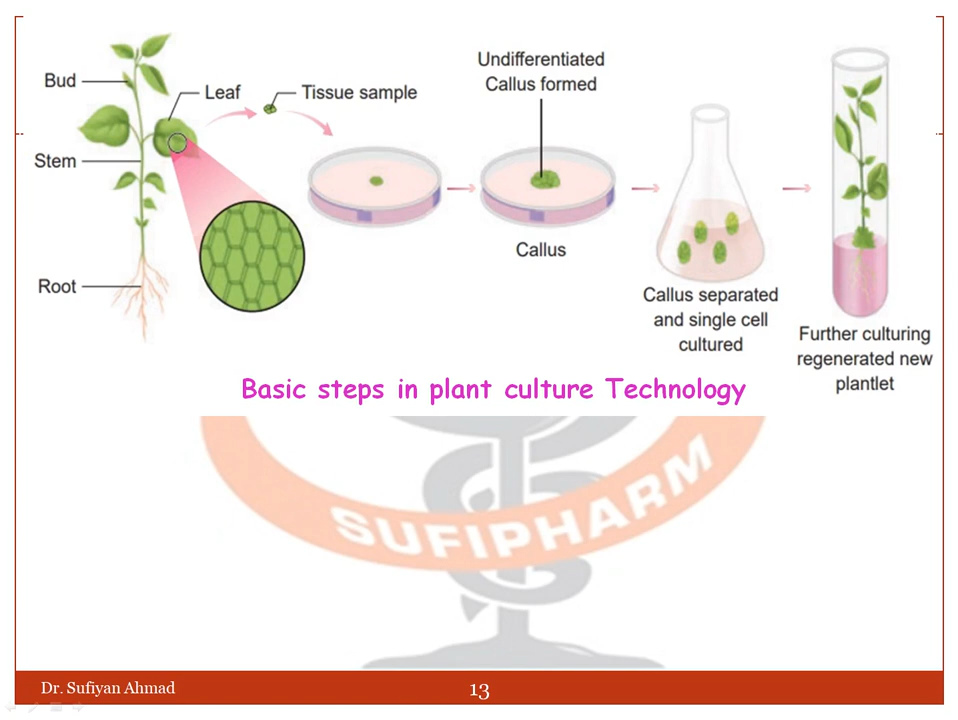 Bud
Leaf
Tissue sample
Undifferentiated
Callus formed
Stem
Root
Callus
Callus separated
and single cell
cultured
Further culturing
regenerated new
plantlet
Basic steps in plant culture Technology
SUFIPHARM
Dr. Sufiyan Ahmad
13